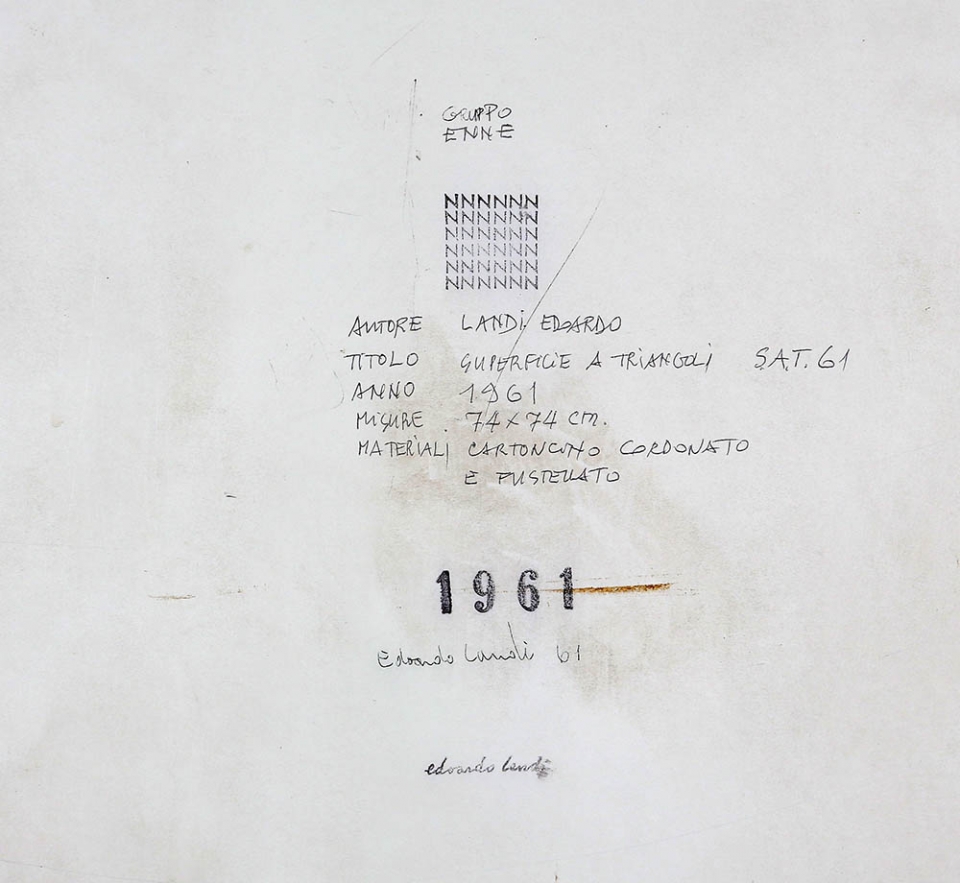 GRUPPO
ENNE
NNNNNN
NNNNNN
NNNNNN
NNNNNN
NNNNNN
NNNNNN
AUTORE LANDI EDOARDO
TITOLO SUPERFICIE A TRIANGOLI S.A.T. 61
ANNO 1961
MISURE 74 x 74 cm.
MATERIALI CARTONCINO CORDONATO
E FUSTELLATO
1961
Edoardo Landi 61
edoardo landi